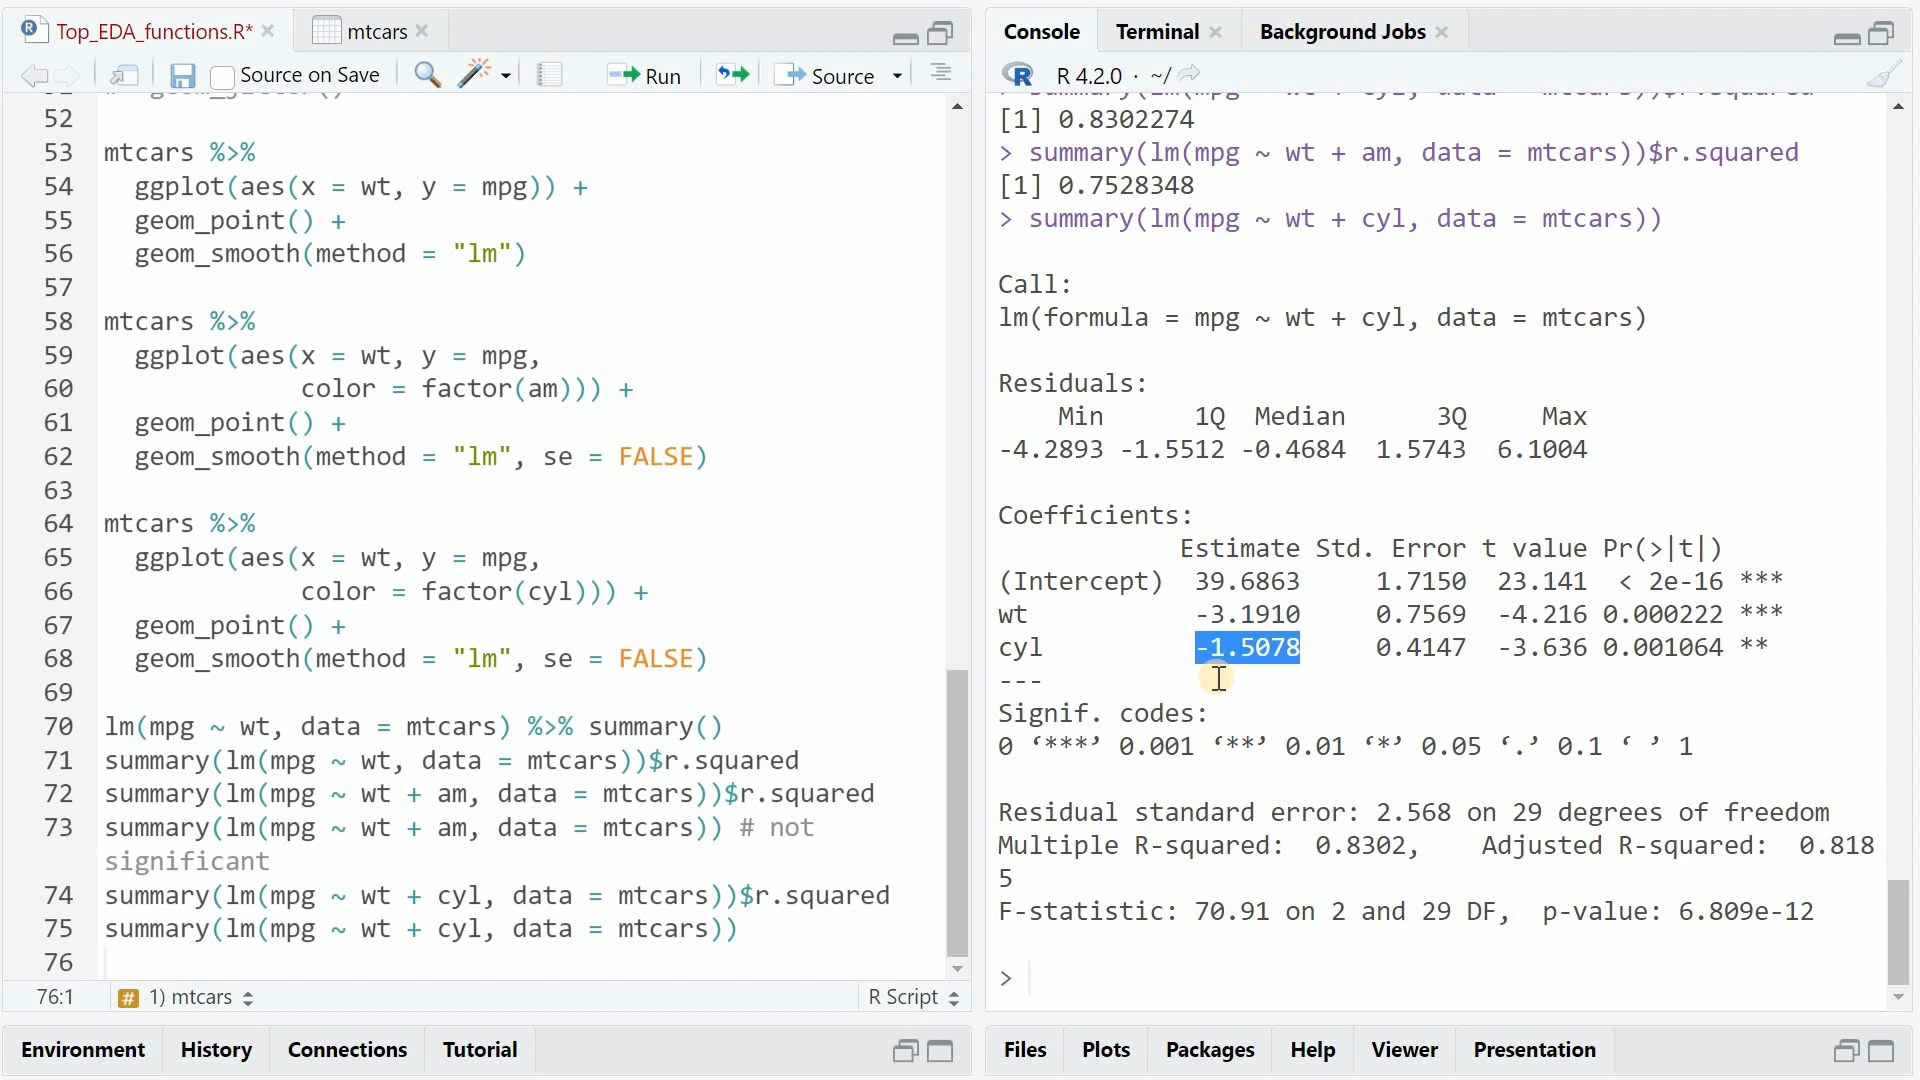 Top_EDA_functions.R*
mtcars
Source on Save
Run
Source
52
53 mtcars %>%
54 ggplot(aes(x = wt, y = mpg)) +
55 geom_point() +
56 geom_smooth(method = "lm")
57
58 mtcars %>%
59 ggplot(aes(x = wt, y = mpg,
60 color = factor(am))) +
61 geom_point() +
62 geom_smooth(method = "lm", se = FALSE)
63
64 mtcars %>%
65 ggplot(aes(x = wt, y = mpg,
66 color = factor(cyl))) +
67 geom_point() +
68 geom_smooth(method = "lm", se = FALSE)
69
70 lm(mpg ~ wt, data = mtcars) %>% summary()
71 summary(lm(mpg ~ wt, data = mtcars))$r.squared
72 summary(lm(mpg ~ wt + am, data = mtcars))$r.squared
73 summary(lm(mpg ~ wt + am, data = mtcars)) # not
significant
74 summary(lm(mpg ~ wt + cyl, data = mtcars))$r.squared
75 summary(lm(mpg ~ wt + cyl, data = mtcars))
76
76:1
# 1) mtcars
R Script
Environment History Connections Tutorial
Console Terminal Background Jobs
R 4.2.0 · ~/
[1] 0.8302274
> summary(lm(mpg ~ wt + am, data = mtcars))$r.squared
[1] 0.7528348
> summary(lm(mpg ~ wt + cyl, data = mtcars))
Call:
lm(formula = mpg ~ wt + cyl, data = mtcars)
Residuals:
Min 1Q Median 3Q Max
-4.2893 -1.5512 -0.4684 1.5743 6.1004
Coefficients:
Estimate Std. Error t value Pr(>|t|)
(Intercept) 39.6863 1.7150 23.141 < 2e-16 ***
wt -3.1910 0.7569 -4.216 0.000222 ***
cyl -1.5078 0.4147 -3.636 0.001064 **
---
Signif. codes:
0 ‘***’ 0.001 ‘**’ 0.01 ‘*’ 0.05 ‘.’ 0.1 ‘ ’ 1
Residual standard error: 2.568 on 29 degrees of freedom
Multiple R-squared: 0.8302, Adjusted R-squared: 0.818
5
F-statistic: 70.91 on 2 and 29 DF, p-value: 6.809e-12
>
Files Plots Packages Help Viewer Presentation